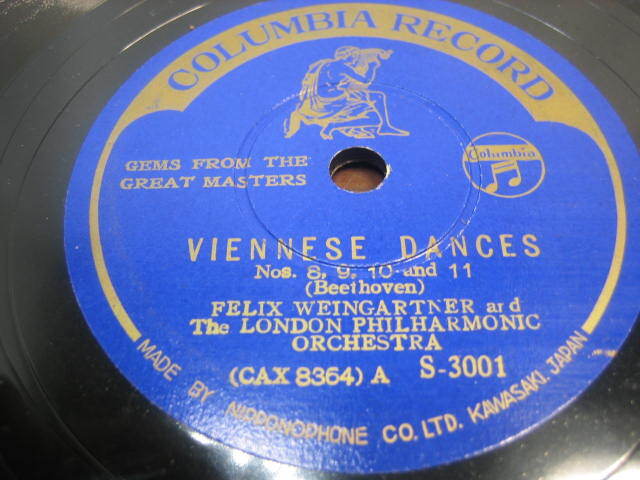 COLUMBIA RECORD
GEMS FROM THE
GREAT MASTERS
Columbia
VIENNESE DANCES
Nos. 8, 9, 10 and 11
(Beethoven)
FELIX WEINGARTNER ard
The LONDON PHILHARMONIC
ORCHESTRA
(CAX 8364) A S-3001
MADE BY NIPPONOPHONE CO. LTD. KAWASAKI, JAPAN